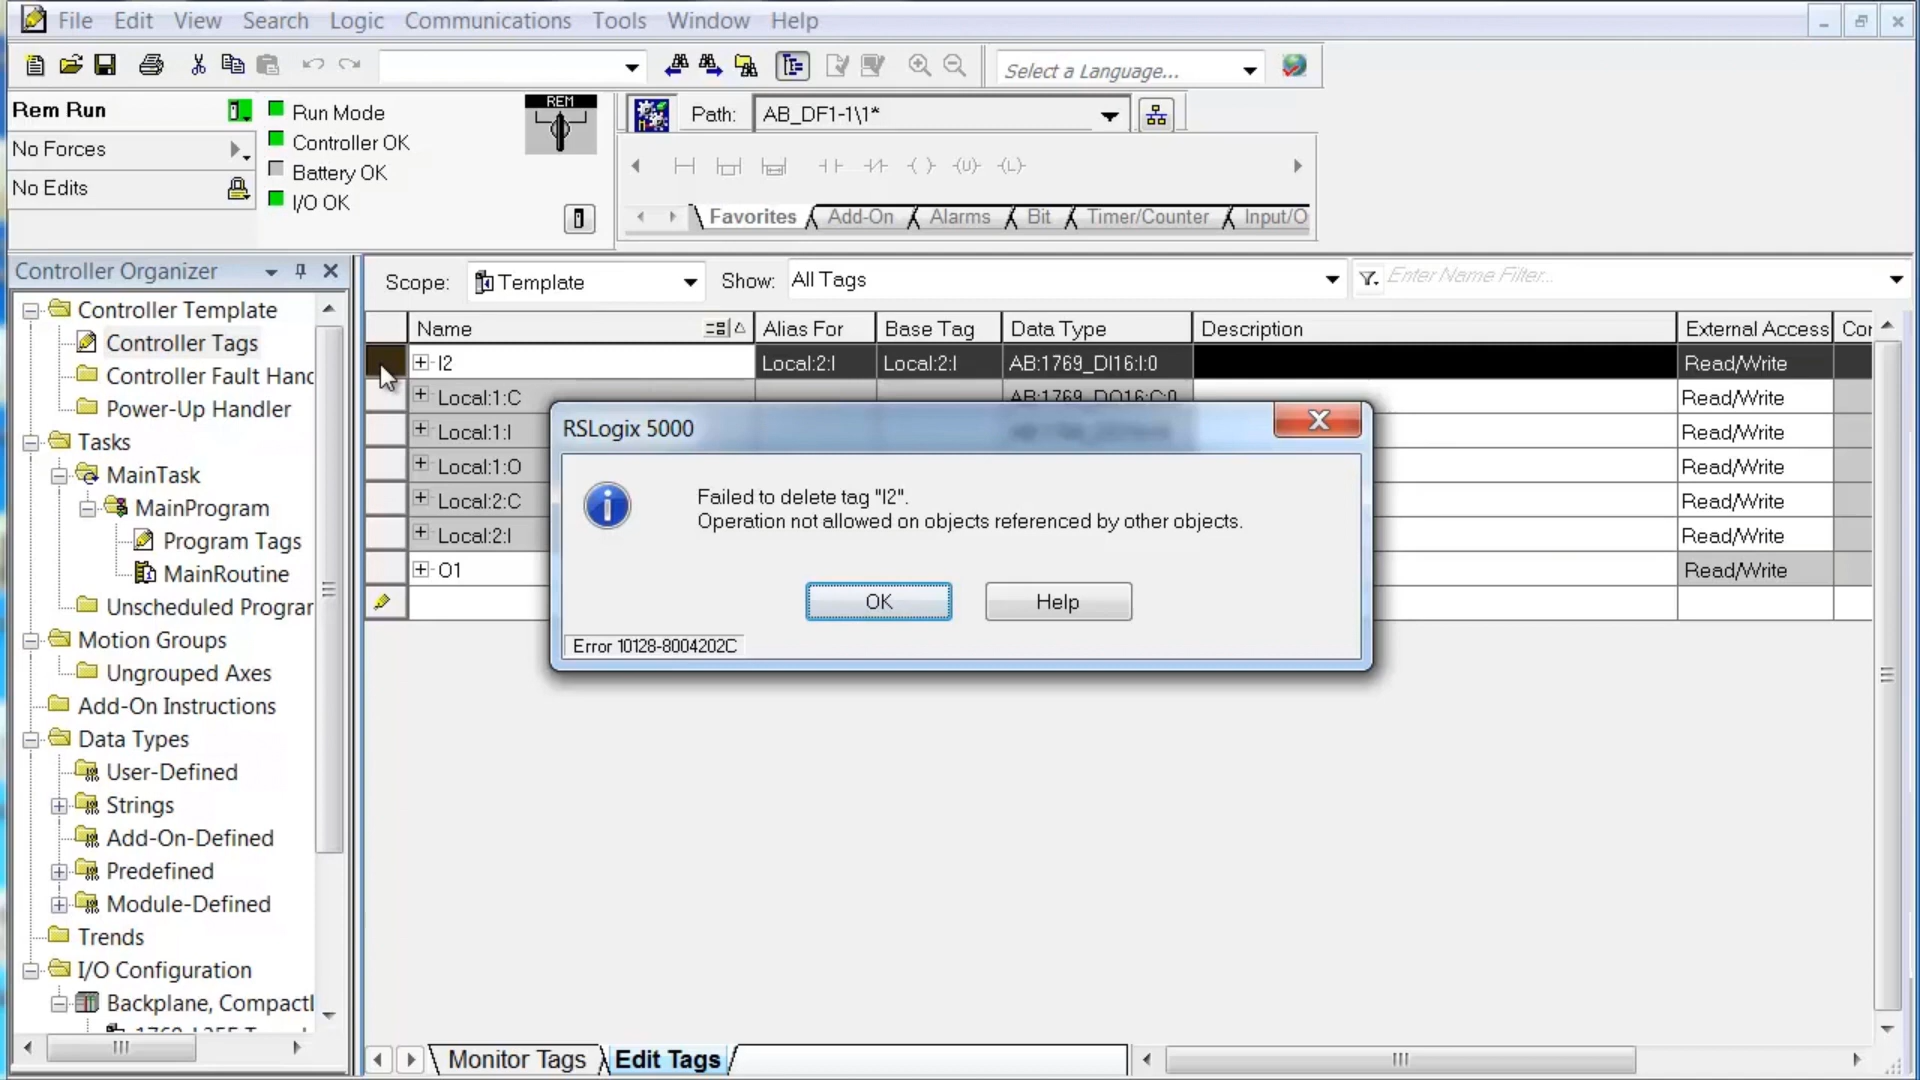 File Edit View Search Logic Communications Tools Window Help
Select a Language...
Rem Run
No Forces
No Edits
Run Mode
Controller OK
Battery OK
I/O OK
REM
Path: AB_DF1-1\1*
Favorites Add-On Alarms Bit Timer/Counter Input/O
Controller Organizer
Controller Template
Controller Tags
Controller Fault Hand
Power-Up Handler
Tasks
MainTask
MainProgram
Program Tags
MainRoutine
Unscheduled Program
Motion Groups
Ungrouped Axes
Add-On Instructions
Data Types
User-Defined
Strings
Add-On-Defined
Predefined
Module-Defined
Trends
I/O Configuration
Backplane, Compactl
Scope: Template Show: All Tags Enter Name Filter...
Name Alias For Base Tag Data Type Description External Access Cor
I2 Local:2:I Local:2:I AB:1769_DI16:I:0 Read/Write
Local:1:C AB:1769_DO16:C:0 Read/Write
Local:1:I Read/Write
Local:1:O Read/Write
Local:2:C Read/Write
Local:2:I Read/Write
O1 Read/Write
RSLogix 5000
Failed to delete tag "I2".
Operation not allowed on objects referenced by other objects.
OK Help
Error 10128-8004202C
Monitor Tags Edit Tags